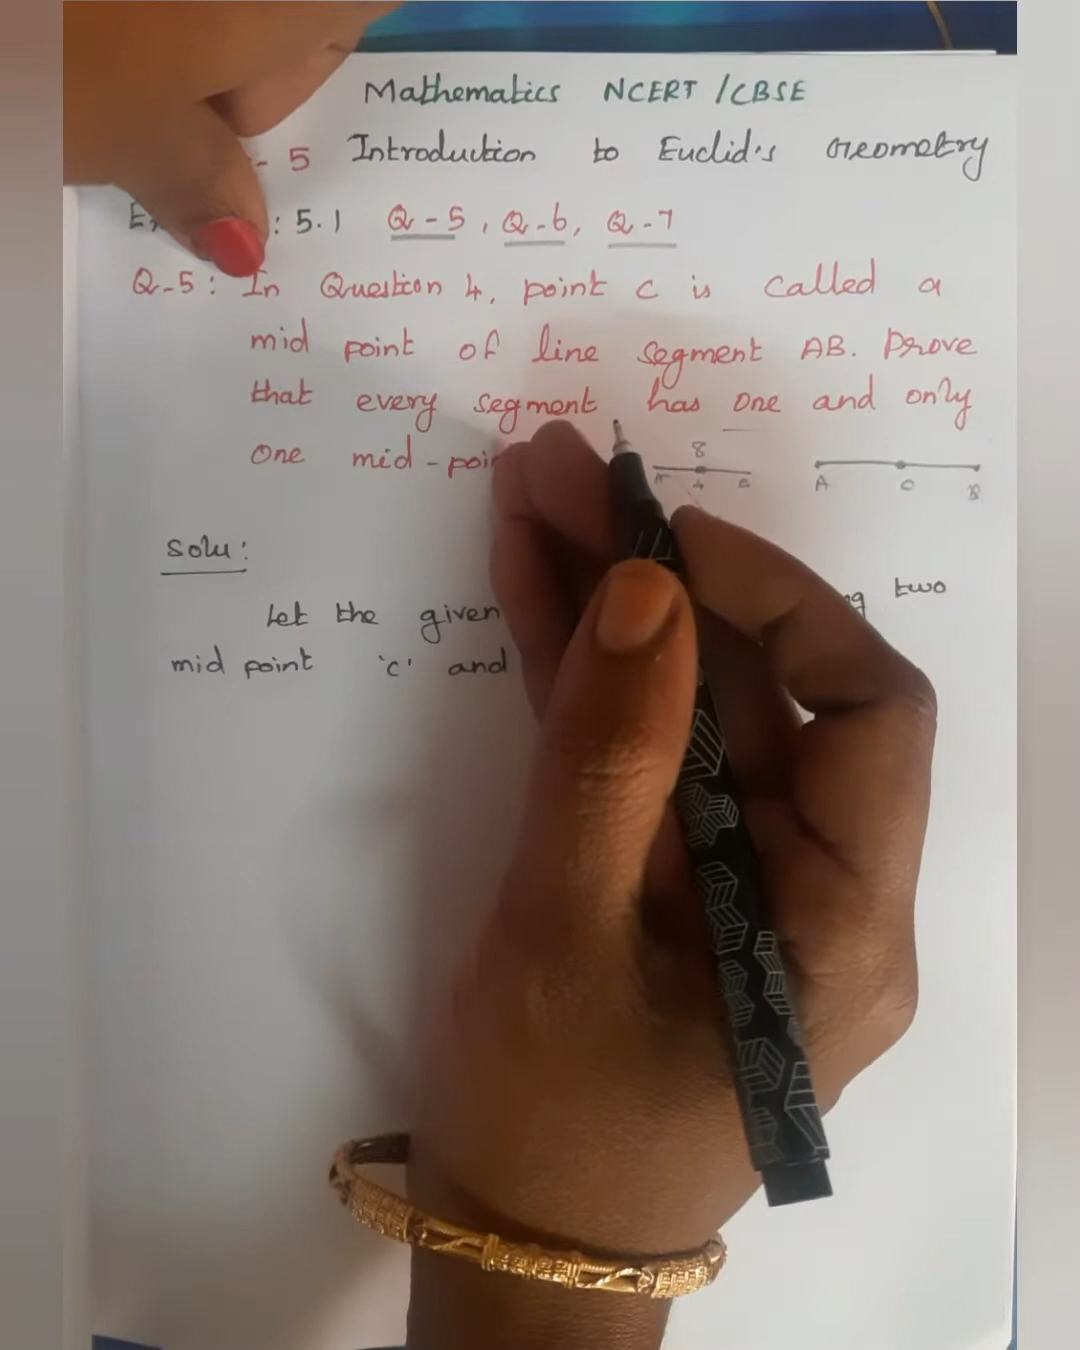 Mathematics NCERT /CBSE
- 5 Introduction to Euclid's Geometry
: 5.1 Q-5, Q-6, Q-7
Q-5: In Question 4, point C is called a
mid point of line segment AB. Prove
that every segment has one and only
one mid-poin
8
A 4 B
A C B
Solu:
Let the given two
mid point 'C' and